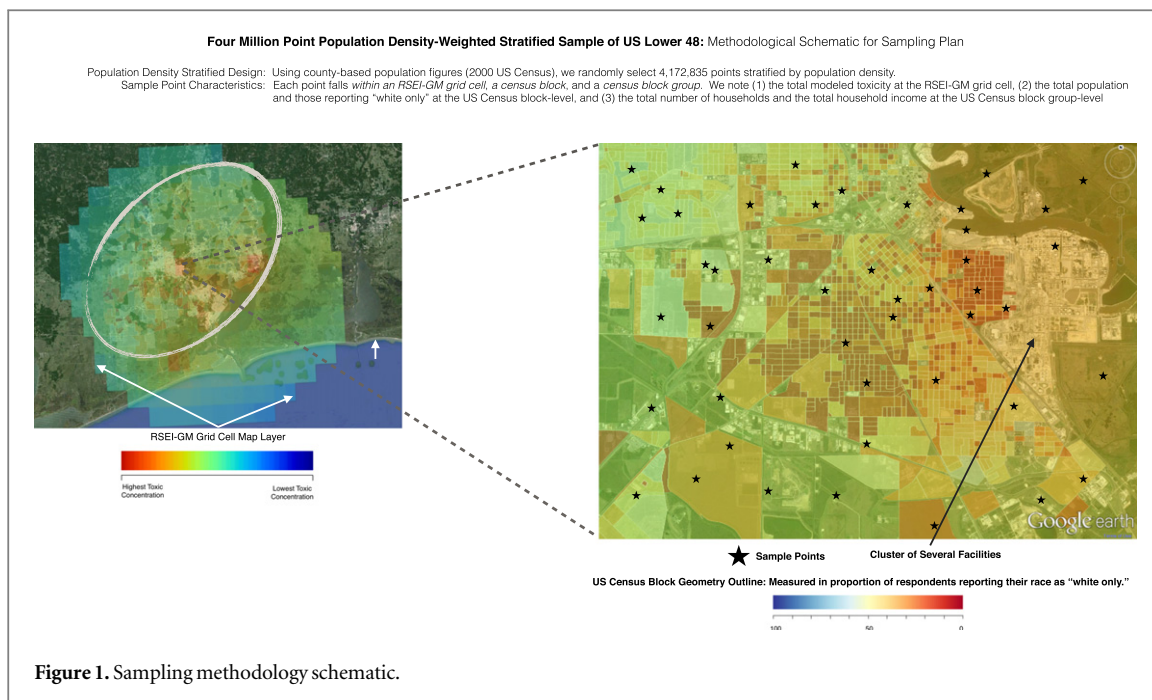 Four Million Point Population Density-Weighted Stratified Sample of US Lower 48: Methodological Schematic for Sampling Plan
Population Density Stratified Design: Using county-based population figures (2000 US Census), we randomly select 4,172,835 points stratified by population density.
Sample Point Characteristics: Each point falls within an RSEI-GM grid cell, a census block, and a census block group. We note (1) the total modeled toxicity at the RSEI-GM grid cell, (2) the total population
and those reporting “white only” at the US Census block-level, and (3) the total number of households and the total household income at the US Census block group-level
RSEI-GM Grid Cell Map Layer
Highest Toxic
Concentration
Lowest Toxic
Concentration
Google earth
Sample Points
Cluster of Several Facilities
US Census Block Geometry Outline: Measured in proportion of respondents reporting their race as “white only.”
100 50 0
Figure 1. Sampling methodology schematic.